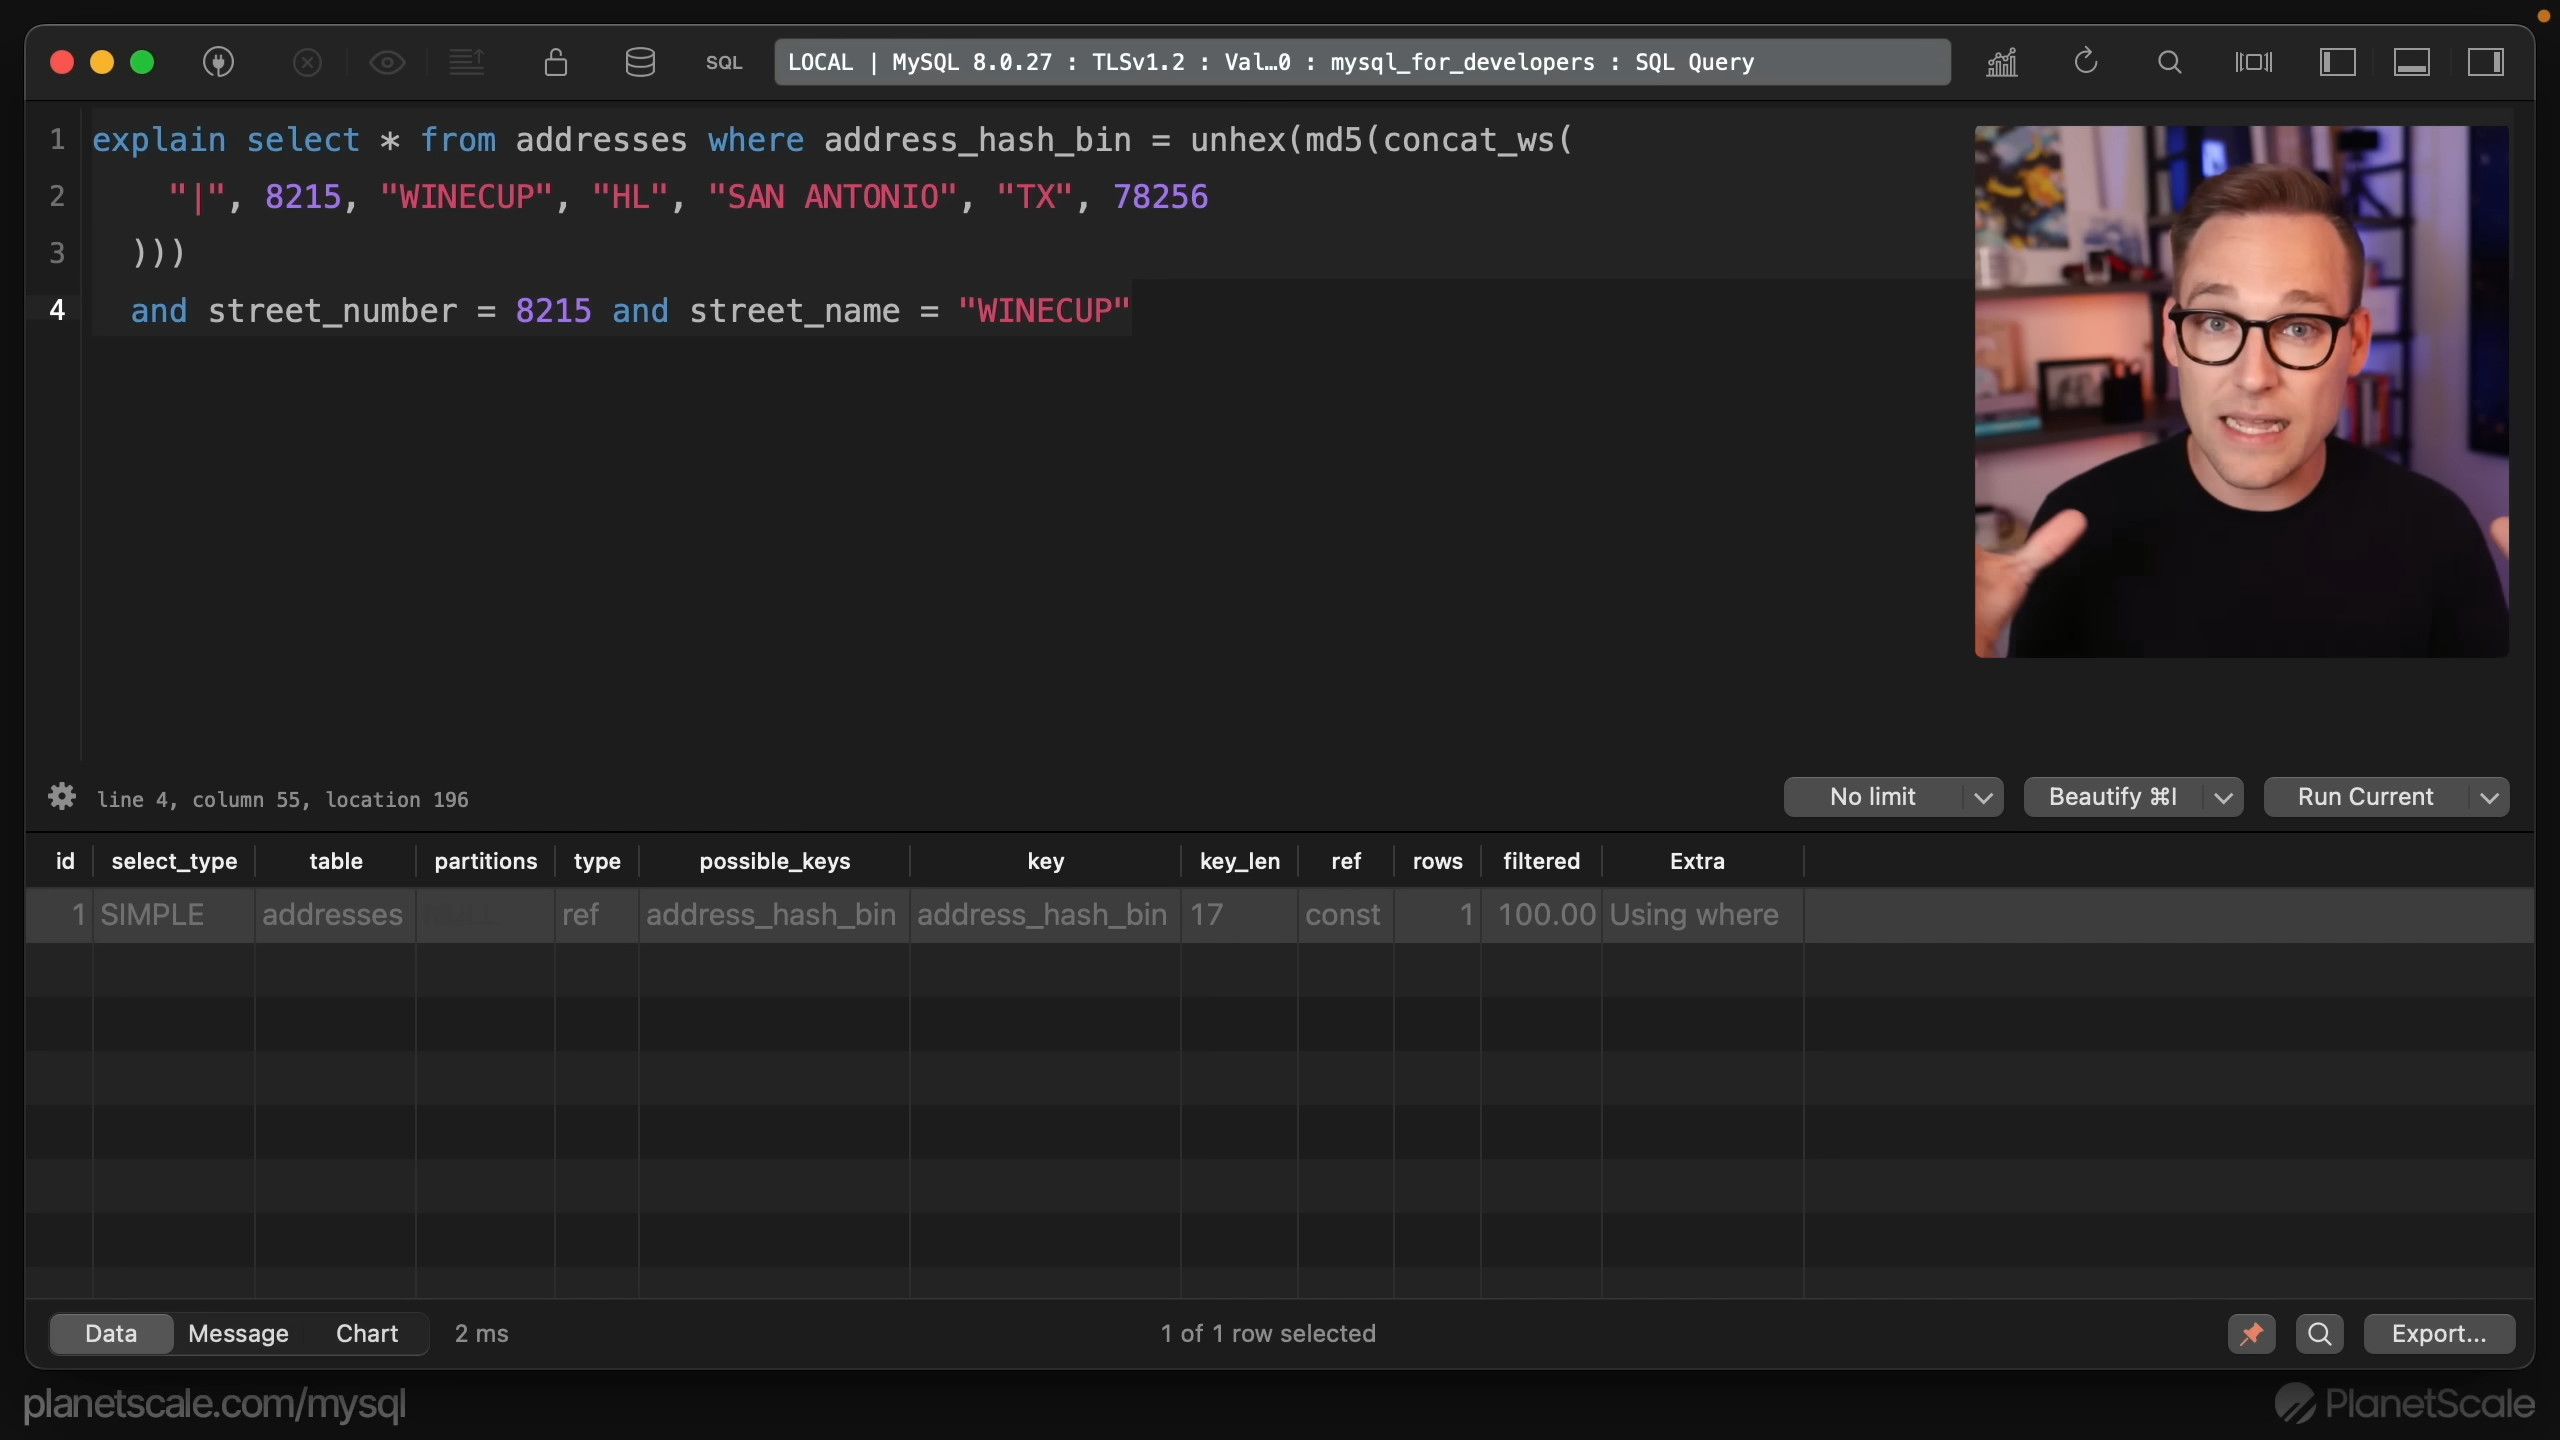 SQL
LOCAL | MySQL 8.0.27 : TLSv1.2 : Val…0 : mysql_for_developers : SQL Query
1 explain select * from addresses where address_hash_bin = unhex(md5(concat_ws(
2 "|", 8215, "WINECUP", "HL", "SAN ANTONIO", "TX", 78256
3 )))
4 and street_number = 8215 and street_name = "WINECUP"
line 4, column 55, location 196
No limit
Beautify ⌘I
Run Current
id select_type table partitions type possible_keys key key_len ref rows filtered Extra
1 SIMPLE addresses NULL ref address_hash_bin address_hash_bin 17 const 1 100.00 Using where
Data Message Chart 2 ms
1 of 1 row selected
Export...
planetscale.com/mysql
PlanetScale